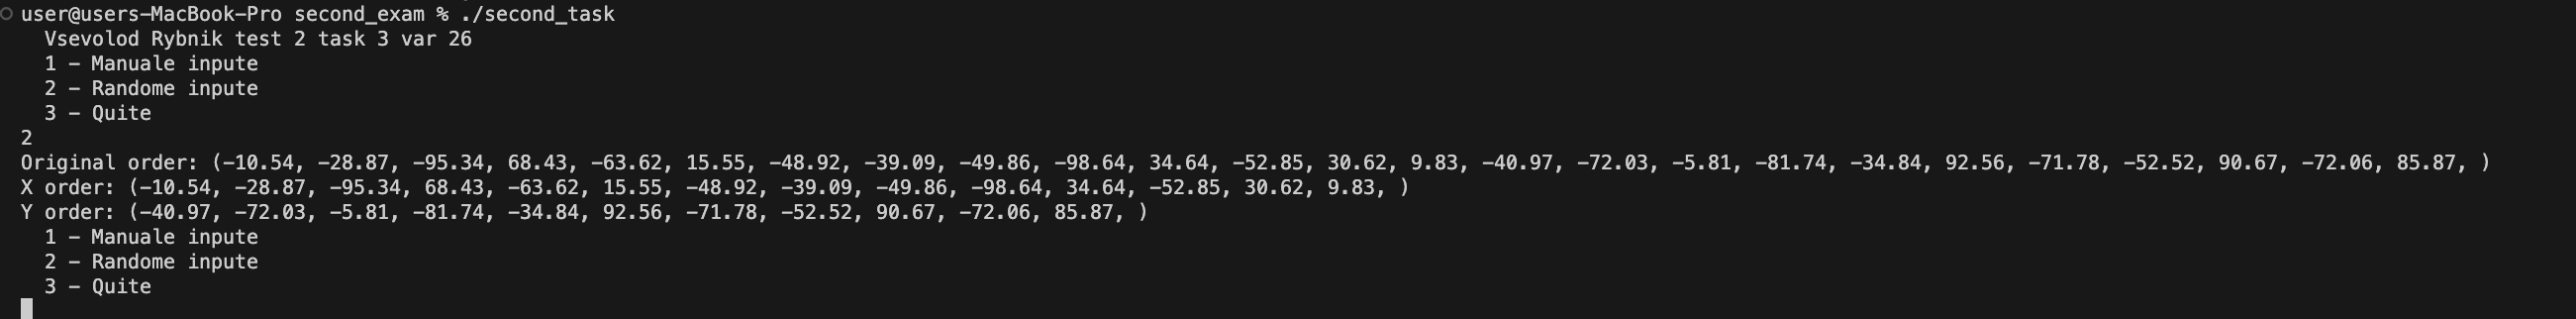 user@users-MacBook-Pro second_exam % ./second_task
Vsevolod Rybnik test 2 task 3 var 26
1 - Manuale inpute
2 - Randome inpute
3 - Quite
2
Original order: (-10.54, -28.87, -95.34, 68.43, -63.62, 15.55, -48.92, -39.09, -49.86, -98.64, 34.64, -52.85, 30.62, 9.83, -40.97, -72.03, -5.81, -81.74, -34.84, 92.56, -71.78, -52.52, 90.67, -72.06, 85.87, )
X order: (-10.54, -28.87, -95.34, 68.43, -63.62, 15.55, -48.92, -39.09, -49.86, -98.64, 34.64, -52.85, 30.62, 9.83, )
Y order: (-40.97, -72.03, -5.81, -81.74, -34.84, 92.56, -71.78, -52.52, 90.67, -72.06, 85.87, )
1 - Manuale inpute
2 - Randome inpute
3 - Quite